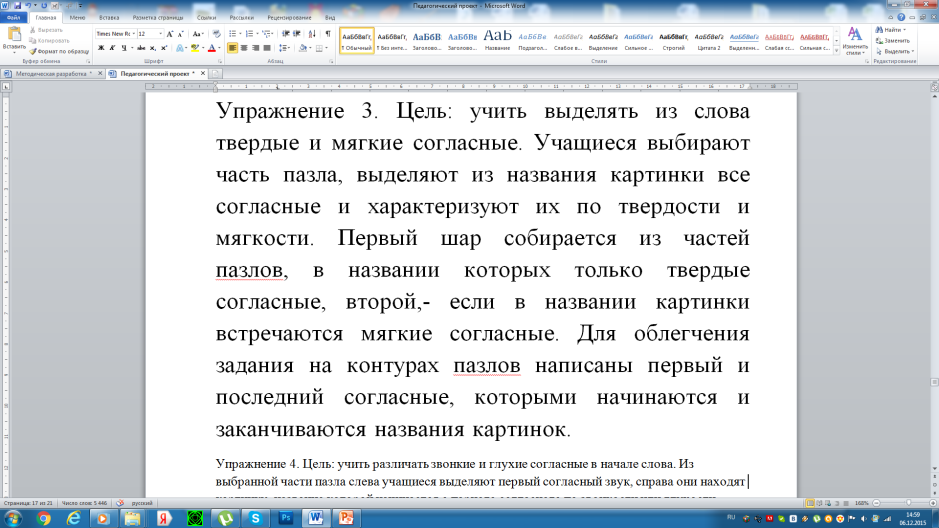 Педагогический проект - Microsoft Word
Файл
Главная Меню Вставка Разметка страницы Ссылки Рассылки Рецензирование Вид
Вставить
Вырезать
Копировать
Формат по образцу
Буфер обмена
Times New Ro 12
Шрифт
Абзац
АаБбВвГг, АаБбВвГг, АаБбВ АаБбВв АаБ АаБбВв АаБбВвГг АаБбВвГг АаБбВвГг АаБбВвГг, АаБбВвГг АаБбВвГг АаБбВвГг, АаБбВвГг,
¶ Обычный ¶ Без инте... Заголово... Заголово... Название Подзагол... Слабое в... Выделение Сильное ... Строгий Цитата 2 Выделенн... Слабая сс... Сильная с...
Стили
Изменить стили
Найти
Заменить
Выделить
Редактирование
Методическая разработка * Педагогический проект *
Упражнение 3. Цель: учить выделять из слова
твердые и мягкие согласные. Учащиеся выбирают
часть пазла, выделяют из названия картинки все
согласные и характеризуют их по твердости и
мягкости. Первый шар собирается из частей
пазлов, в названии которых только твердые
согласные, второй,- если в названии картинки
встречаются мягкие согласные. Для облегчения
задания на контурах пазлов написаны первый и
последний согласные, которыми начинаются и
заканчиваются названия картинок.
Упражнение 4. Цель: учить различать звонкие и глухие согласные в начале слова. Из
выбранной части пазла слева учащиеся выделяют первый согласный звук, справа они находят
Страница: 17 из 21 Число слов: 5 446 русский 168%
RU 14:59
06.12.2015